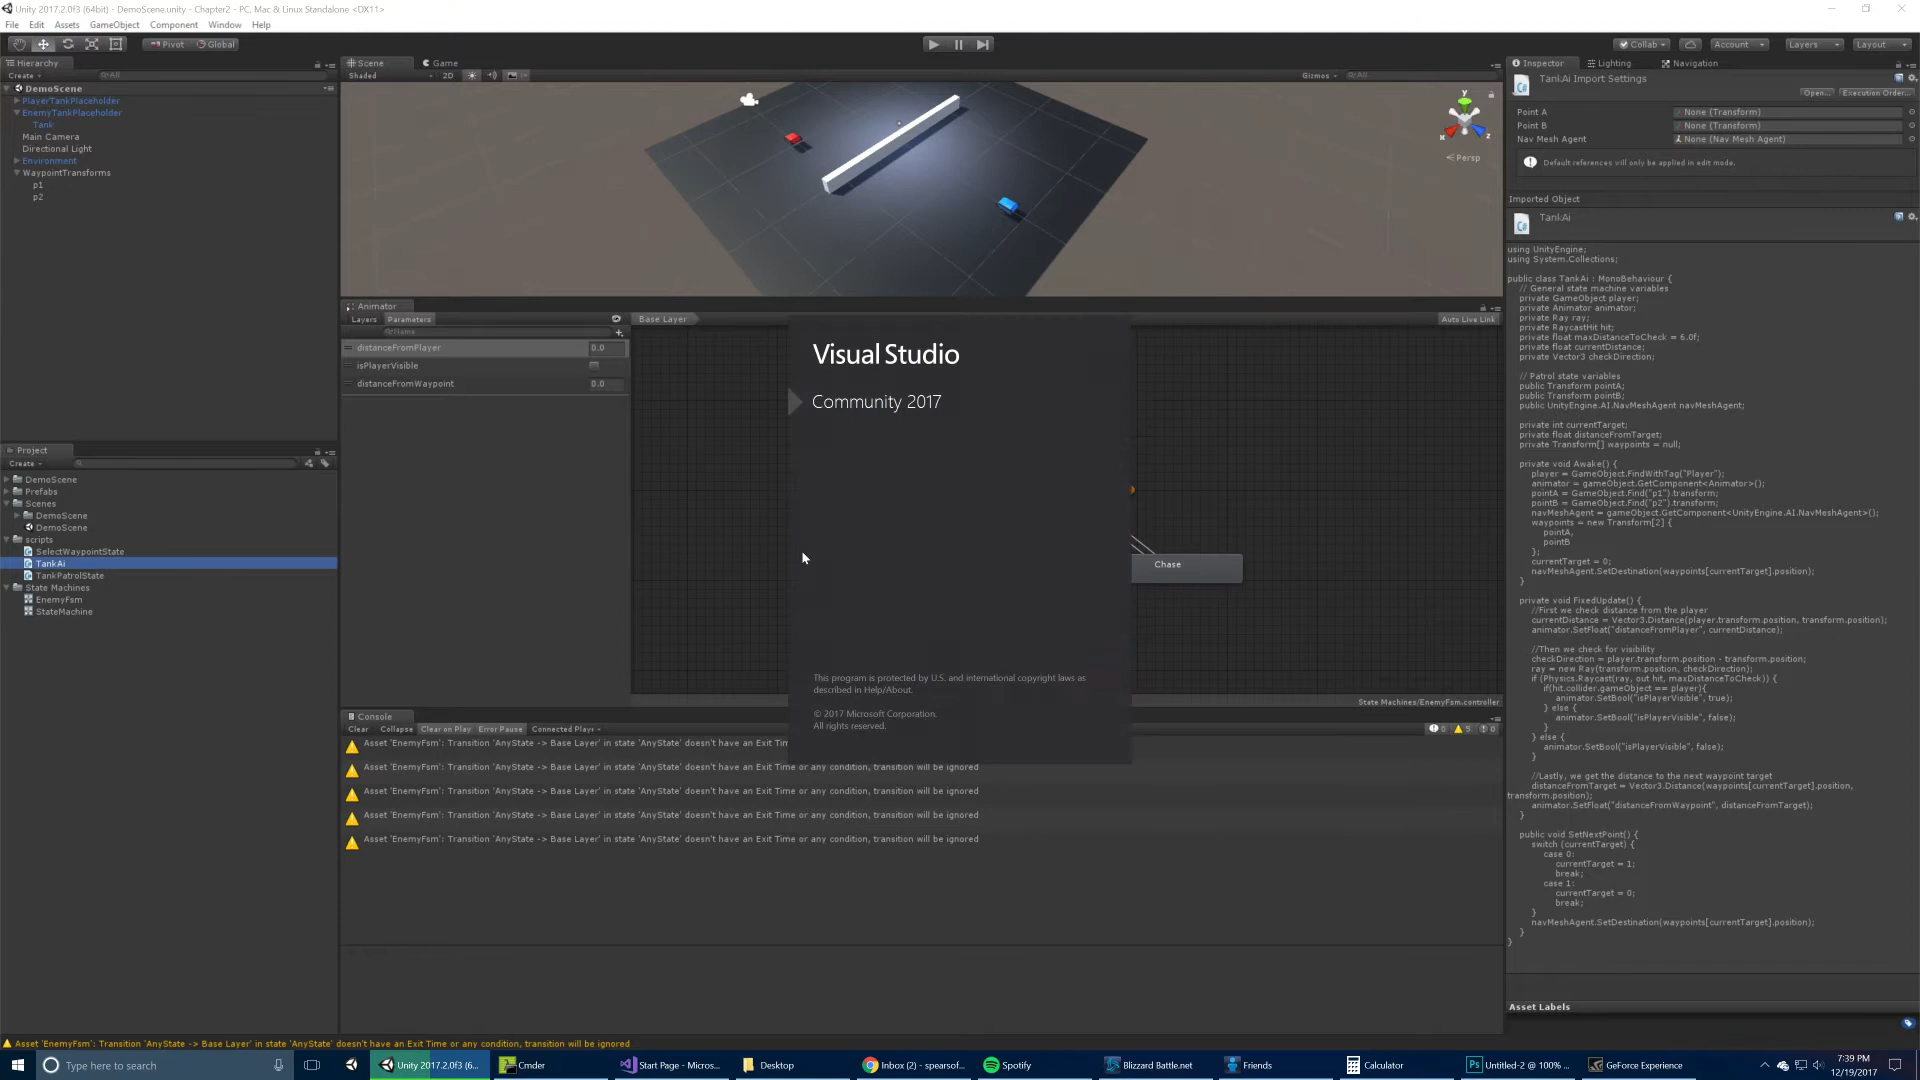 Unity 2017.2.0f3 (64bit) - DemoScene.unity - Chapter2 - PC, Mac & Linux Standalone <DX11>
File Edit Assets GameObject Component Window Help
Pivot Global
Collab Account Layers Layout
Hierarchy
Create All
DemoScene
PlayerTankPlaceholder
EnemyTankPlaceholder
Tank
Main Camera
Directional Light
Environment
WaypointTransforms
p1
p2
Scene Game
Shaded 2D Gizmos All
y
x
z
Persp
Animator
Layers Parameters
Base Layer
Auto Live Link
Name
distanceFromPlayer 0.0
isPlayerVisible
distanceFromWaypoint 0.0
Visual Studio
Community 2017
This program is protected by U.S. and international copyright laws as
described in Help/About.
© 2017 Microsoft Corporation.
All rights reserved.
Chase
State Machines/EnemyFsm.controller
Project
Create
DemoScene
Prefabs
Scenes
DemoScene
DemoScene
scripts
SelectWaypointState
TankAi
TankPatrolState
State Machines
EnemyFsm
StateMachine
Console
Clear Collapse Clear on Play Error Pause Connected Player
0 5 0
Asset 'EnemyFsm': Transition 'AnyState -> Base Layer' in state 'AnyState' doesn't have an Exit Tim
Asset 'EnemyFsm': Transition 'AnyState -> Base Layer' in state 'AnyState' doesn't have an Exit Time or any condition, transition will be ignored
Asset 'EnemyFsm': Transition 'AnyState -> Base Layer' in state 'AnyState' doesn't have an Exit Time or any condition, transition will be ignored
Asset 'EnemyFsm': Transition 'AnyState -> Base Layer' in state 'AnyState' doesn't have an Exit Time or any condition, transition will be ignored
Asset 'EnemyFsm': Transition 'AnyState -> Base Layer' in state 'AnyState' doesn't have an Exit Time or any condition, transition will be ignored
Inspector Lighting Navigation
TankAi Import Settings
Open... Execution Order...
Point A None (Transform)
Point B None (Transform)
Nav Mesh Agent None (Nav Mesh Agent)
Default references will only be applied in edit mode.
Imported Object
TankAi
using UnityEngine;
using System.Collections;
public class TankAi : MonoBehaviour {
// General state machine variables
private GameObject player;
private Animator animator;
private Ray ray;
private RaycastHit hit;
private float maxDistanceToCheck = 6.0f;
private float currentDistance;
private Vector3 checkDirection;
// Patrol state variables
public Transform pointA;
public Transform pointB;
public UnityEngine.AI.NavMeshAgent navMeshAgent;
private int currentTarget;
private float distanceFromTarget;
private Transform[] waypoints = null;
private void Awake() {
player = GameObject.FindWithTag("Player");
animator = gameObject.GetComponent<Animator>();
pointA = GameObject.Find("p1").transform;
pointB = GameObject.Find("p2").transform;
navMeshAgent = gameObject.GetComponent<UnityEngine.AI.NavMeshAgent>();
waypoints = new Transform[2] {
pointA,
pointB
};
currentTarget = 0;
navMeshAgent.SetDestination(waypoints[currentTarget].position);
}
private void FixedUpdate() {
//First we check distance from the player
currentDistance = Vector3.Distance(player.transform.position, transform.position);
animator.SetFloat("distanceFromPlayer", currentDistance);
//Then we check for visibility
checkDirection = player.transform.position - transform.position;
ray = new Ray(transform.position, checkDirection);
if (Physics.Raycast(ray, out hit, maxDistanceToCheck)) {
if(hit.collider.gameObject == player){
animator.SetBool("isPlayerVisible", true);
} else {
animator.SetBool("isPlayerVisible", false);
}
} else {
animator.SetBool("isPlayerVisible", false);
}
//Lastly, we get the distance to the next waypoint target
distanceFromTarget = Vector3.Distance(waypoints[currentTarget].position,
transform.position);
animator.SetFloat("distanceFromWaypoint", distanceFromTarget);
}
public void SetNextPoint() {
switch (currentTarget) {
case 0:
currentTarget = 1;
break;
case 1:
currentTarget = 0;
break;
}
navMeshAgent.SetDestination(waypoints[currentTarget].position);
}
}
Asset Labels
Asset 'EnemyFsm': Transition 'AnyState -> Base Layer' in state 'AnyState' doesn't have an Exit Time or any condition, transition will be ignored
Type here to search
Unity 2017.2.0f3 (6... Cmder Start Page - Micros... Desktop Inbox (2) - spearsof... Spotify Blizzard Battle.net Friends Calculator Untitled-2 @ 100% ... GeForce Experience
7:39 PM
12/19/2017